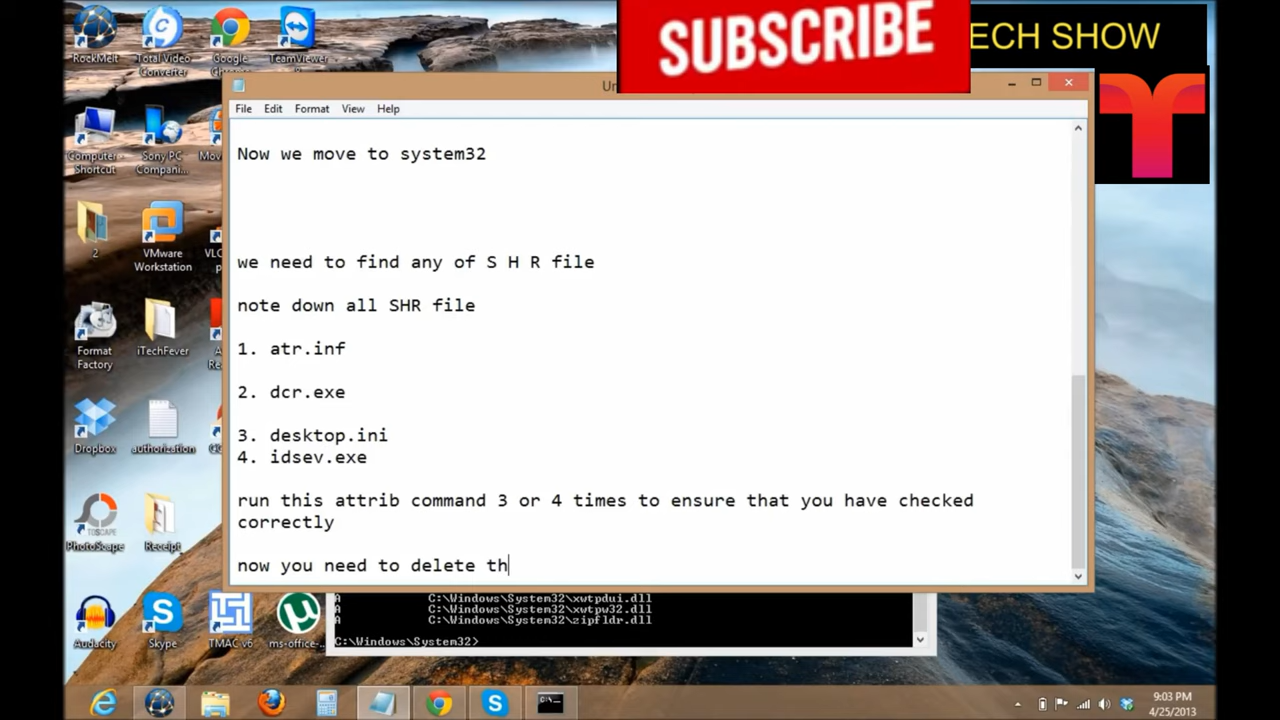 SUBSCRIBE
ECH SHOW
RockMelt
Total Video
Converter
Google
TeamViewer
File Edit Format View Help
Now we move to system32
we need to find any of S H R file
note down all SHR file
1. atr.inf
2. dcr.exe
3. desktop.ini
4. idsev.exe
run this attrib command 3 or 4 times to ensure that you have checked
correctly
now you need to delete th
Computer
Shortcut
Sony PC
Compani...
Mov
2
VMware
Workstation
VLC
Format
Factory
iTechFever
Dropbox
authorization
PhotoScape
Receipt
Audacity
Skype
TMAC v6
ms-office-...
A C:\Windows\System32\xwtpdui.dll
A C:\Windows\System32\xwtpw32.dll
A C:\Windows\System32\zipfldr.dll
C:\Windows\System32>
9:03 PM
4/25/2013